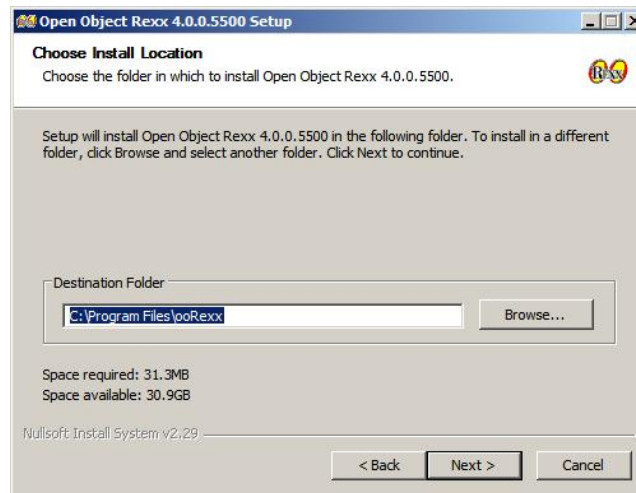 Open Object Rexx 4.0.0.5500 Setup
Choose Install Location
Choose the folder in which to install Open Object Rexx 4.0.0.5500.
Rexx
Setup will install Open Object Rexx 4.0.0.5500 in the following folder. To install in a different
folder, click Browse and select another folder. Click Next to continue.
Destination Folder
C:\Program Files\ooRexx
Browse...
Space required: 31.3MB
Space available: 30.9GB
Nullsoft Install System v2.29
< Back
Next >
Cancel